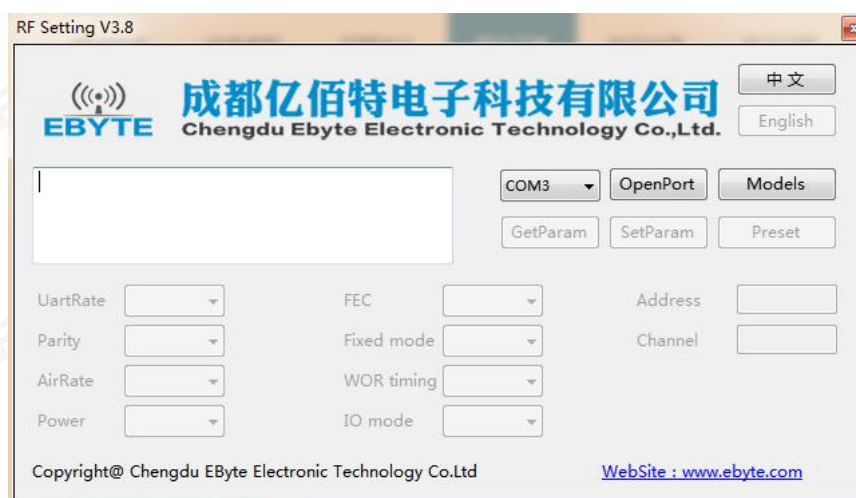 RF Setting V3.8
((•))
EBYTE
成都亿佰特电子科技有限公司
Chengdu Ebyte Electronic Technology Co.,Ltd.
中文
English
COM3
OpenPort
Models
GetParam
SetParam
Preset
UartRate
FEC
Address
Parity
Fixed mode
Channel
AirRate
WOR timing
Power
IO mode
Copyright@ Chengdu EByte Electronic Technology Co.Ltd
WebSite : www.ebyte.com